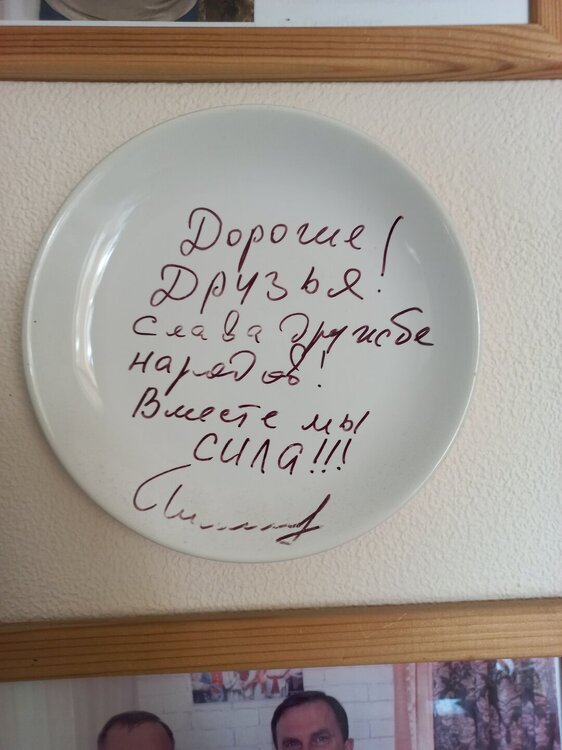 Дорогие
Друзья!
Слава дружбе
народов!
Вместе мы
СИЛА!!!